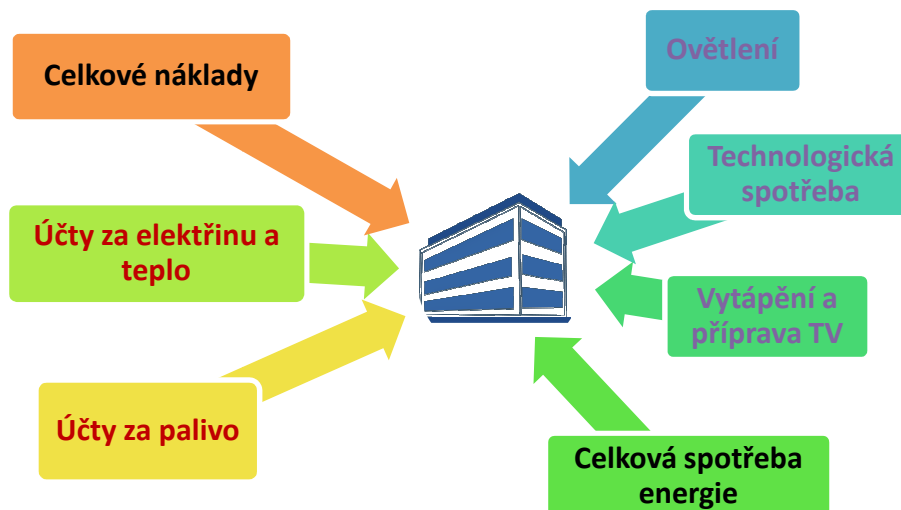 Celkové náklady
Účty za elektřinu a
teplo
Účty za palivo
Ovětlení
Technologická
spotřeba
Vytápění a
příprava TV
Celková spotřeba
energie